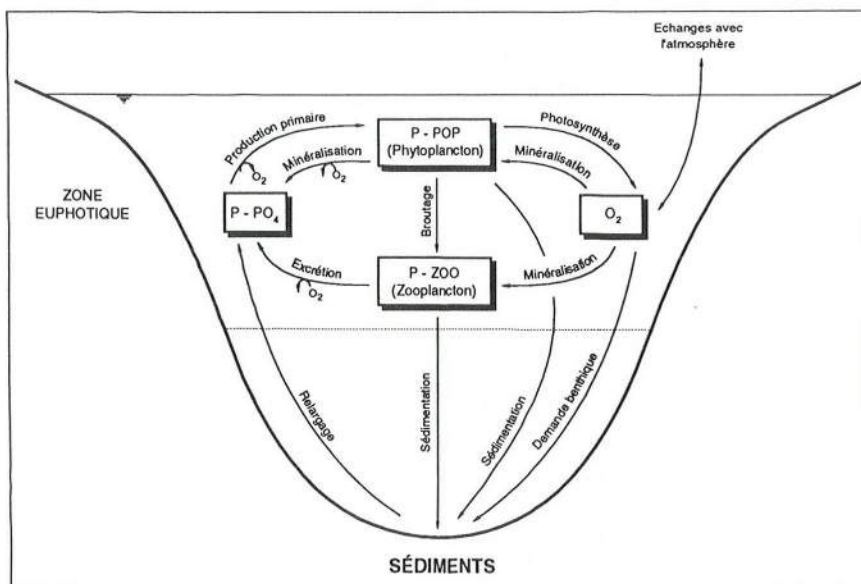 Echanges avec
l'atmosphère
Production primaire
P - POP
(Phytoplancton)
Photosynthèse
Minéralisation
O2
O2
Minéralisation
ZONE
EUPHOTIQUE
P - PO4
Broutage
O2
Excrétion
O2
P - ZOO
(Zooplancton)
Minéralisation
Relargage
Sédimentation
Sédimentation
Demande benthique
SÉDIMENTS